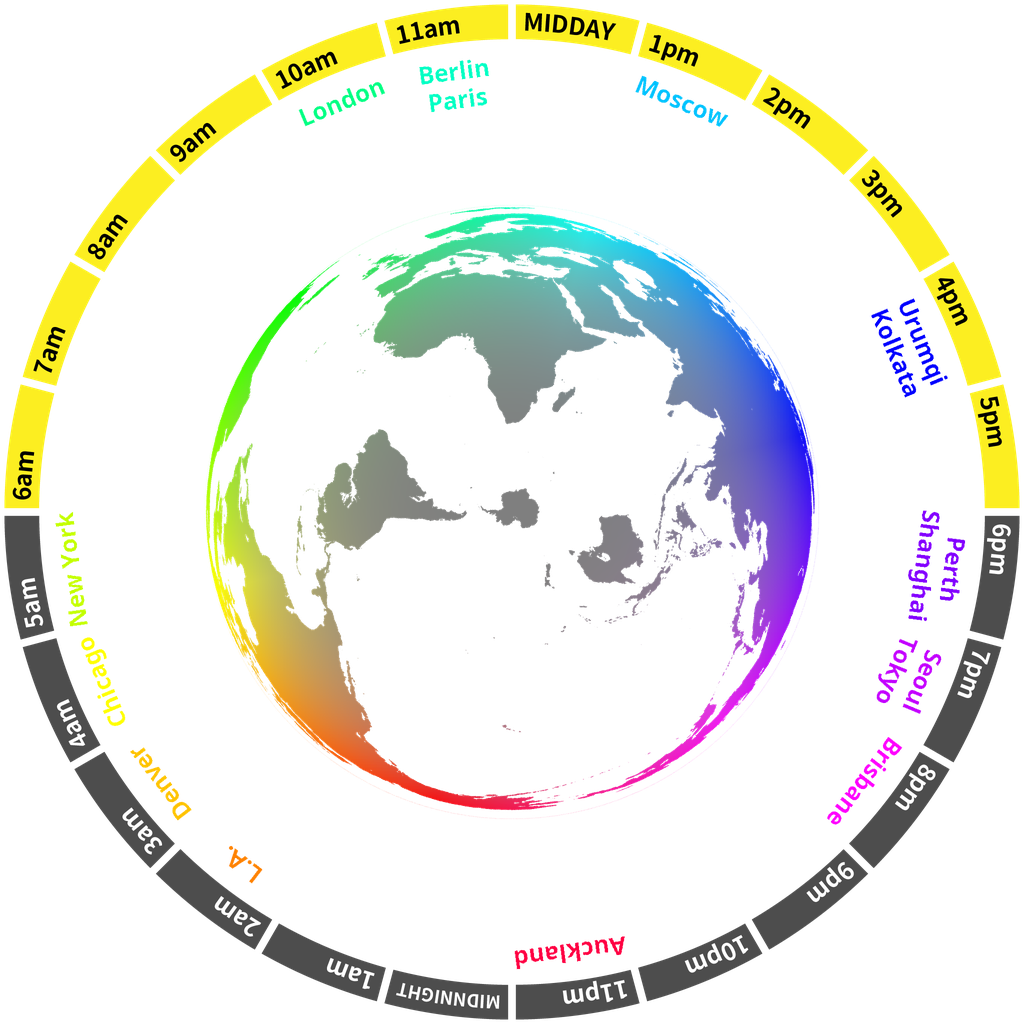 MIDDAY
1pm
2pm
3pm
4pm
5pm
6pm
7pm
8pm
9pm
10pm
11pm
MIDNNIGHT
1am
2am
3am
4am
5am
6am
7am
8am
9am
10am
11am
London
Berlin
Paris
Moscow
Urumqi
Kolkata
Perth
Shanghai
Seoul
Tokyo
Brisbane
Auckland
L.A.
Denver
Chicago
New York